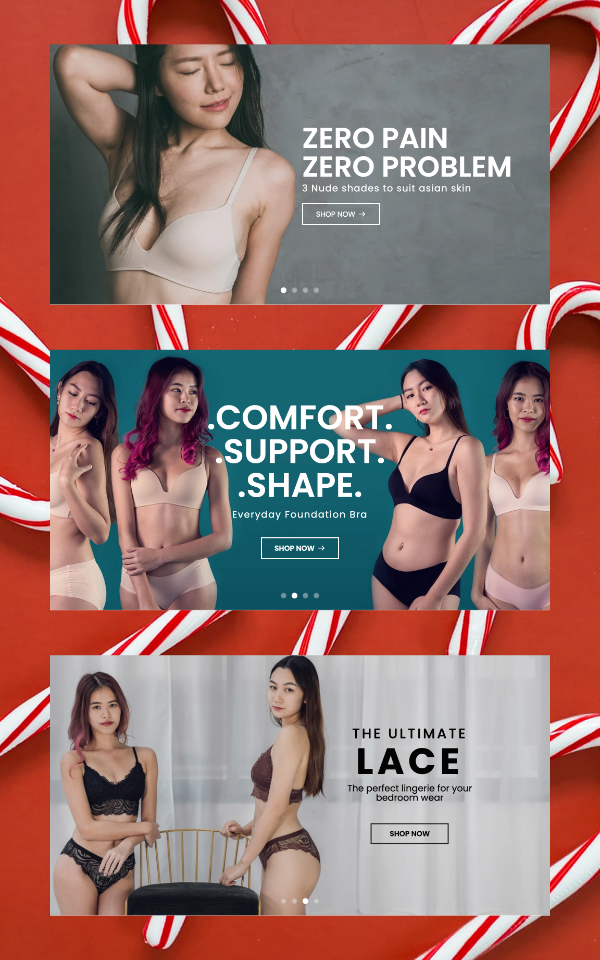 ZERO PAIN
ZERO PROBLEM
3 Nude shades to suit asian skin
SHOP NOW →
.COMFORT.
.SUPPORT.
.SHAPE.
Everyday Foundation Bra
SHOP NOW →
THE ULTIMATE
LACE
The perfect lingerie for your
bedroom wear
SHOP NOW